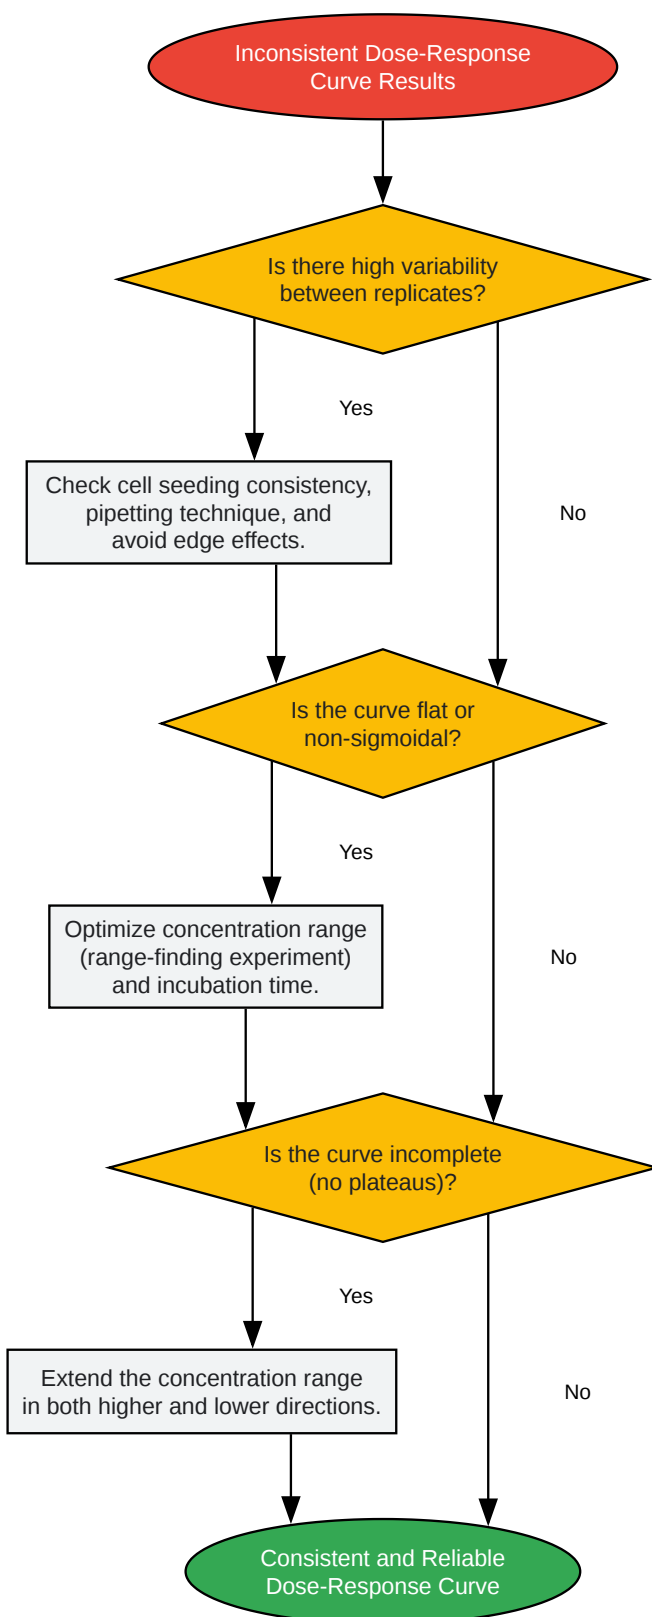 Inconsistent Dose-Response
Curve Results
Is there high variability
between replicates?
Yes
Check cell seeding consistency,
pipetting technique, and
avoid edge effects.
No
Is the curve flat or
non-sigmoidal?
Yes
Optimize concentration range
(range-finding experiment)
and incubation time.
No
Is the curve incomplete
(no plateaus)?
Yes
Extend the concentration range
in both higher and lower directions.
No
Consistent and Reliable
Dose-Response Curve